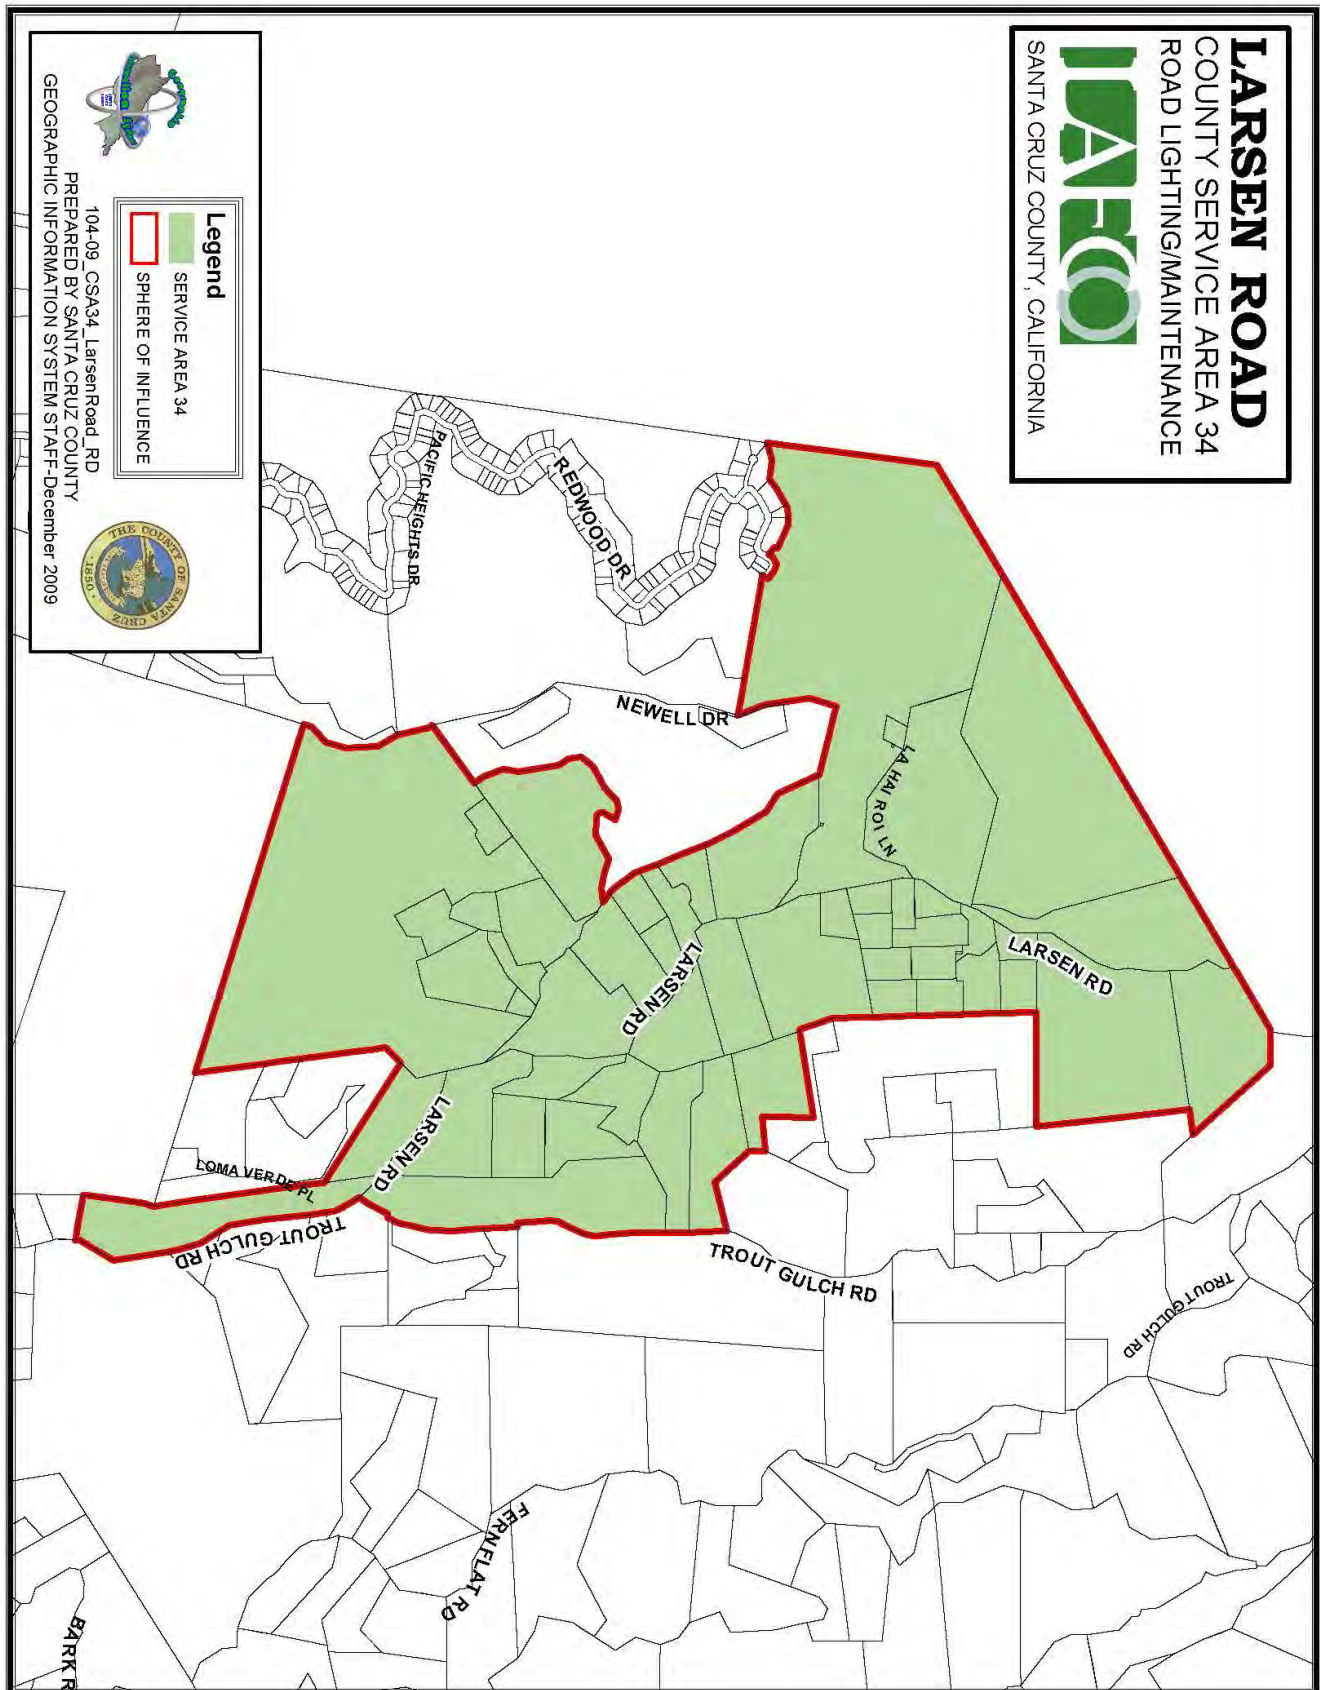 LARSEN ROAD
COUNTY SERVICE AREA 34
ROAD LIGHTING/MAINTENANCE
LAFCO
SANTA CRUZ COUNTY, CALIFORNIA
LA HAI ROI LN
LARSEN RD
TROUT GULCH RD
REDWOOD DR
NEWELL DR
LARSEN RD
TROUT GULCH RD
PACIFIC HEIGHTS DR
LARSEN RD
FERN FLAT RD
LOMA VERDE PL
TROUT GULCH RD
BARK R
Legend
SERVICE AREA 34
SPHERE OF INFLUENCE
104-09_CSA34_LarsenRoad_RD
PREPARED BY SANTA CRUZ COUNTY
GEOGRAPHIC INFORMATION SYSTEM STAFF-December 2009
THE COUNTY OF SANTA CRUZ
1850